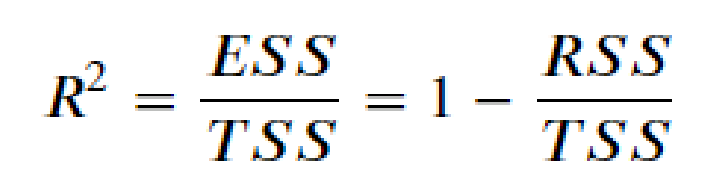 R² = ESS/TSS = 1 − RSS/TSS